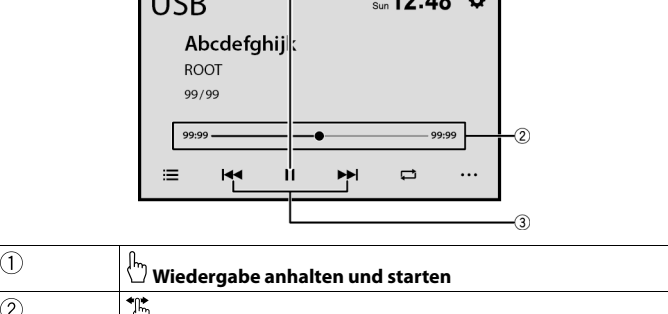 USB
Sun 12:48
Abcdefghijk
ROOT
99/99
99:99 99:99
②
③
① Wiedergabe anhalten und starten
②